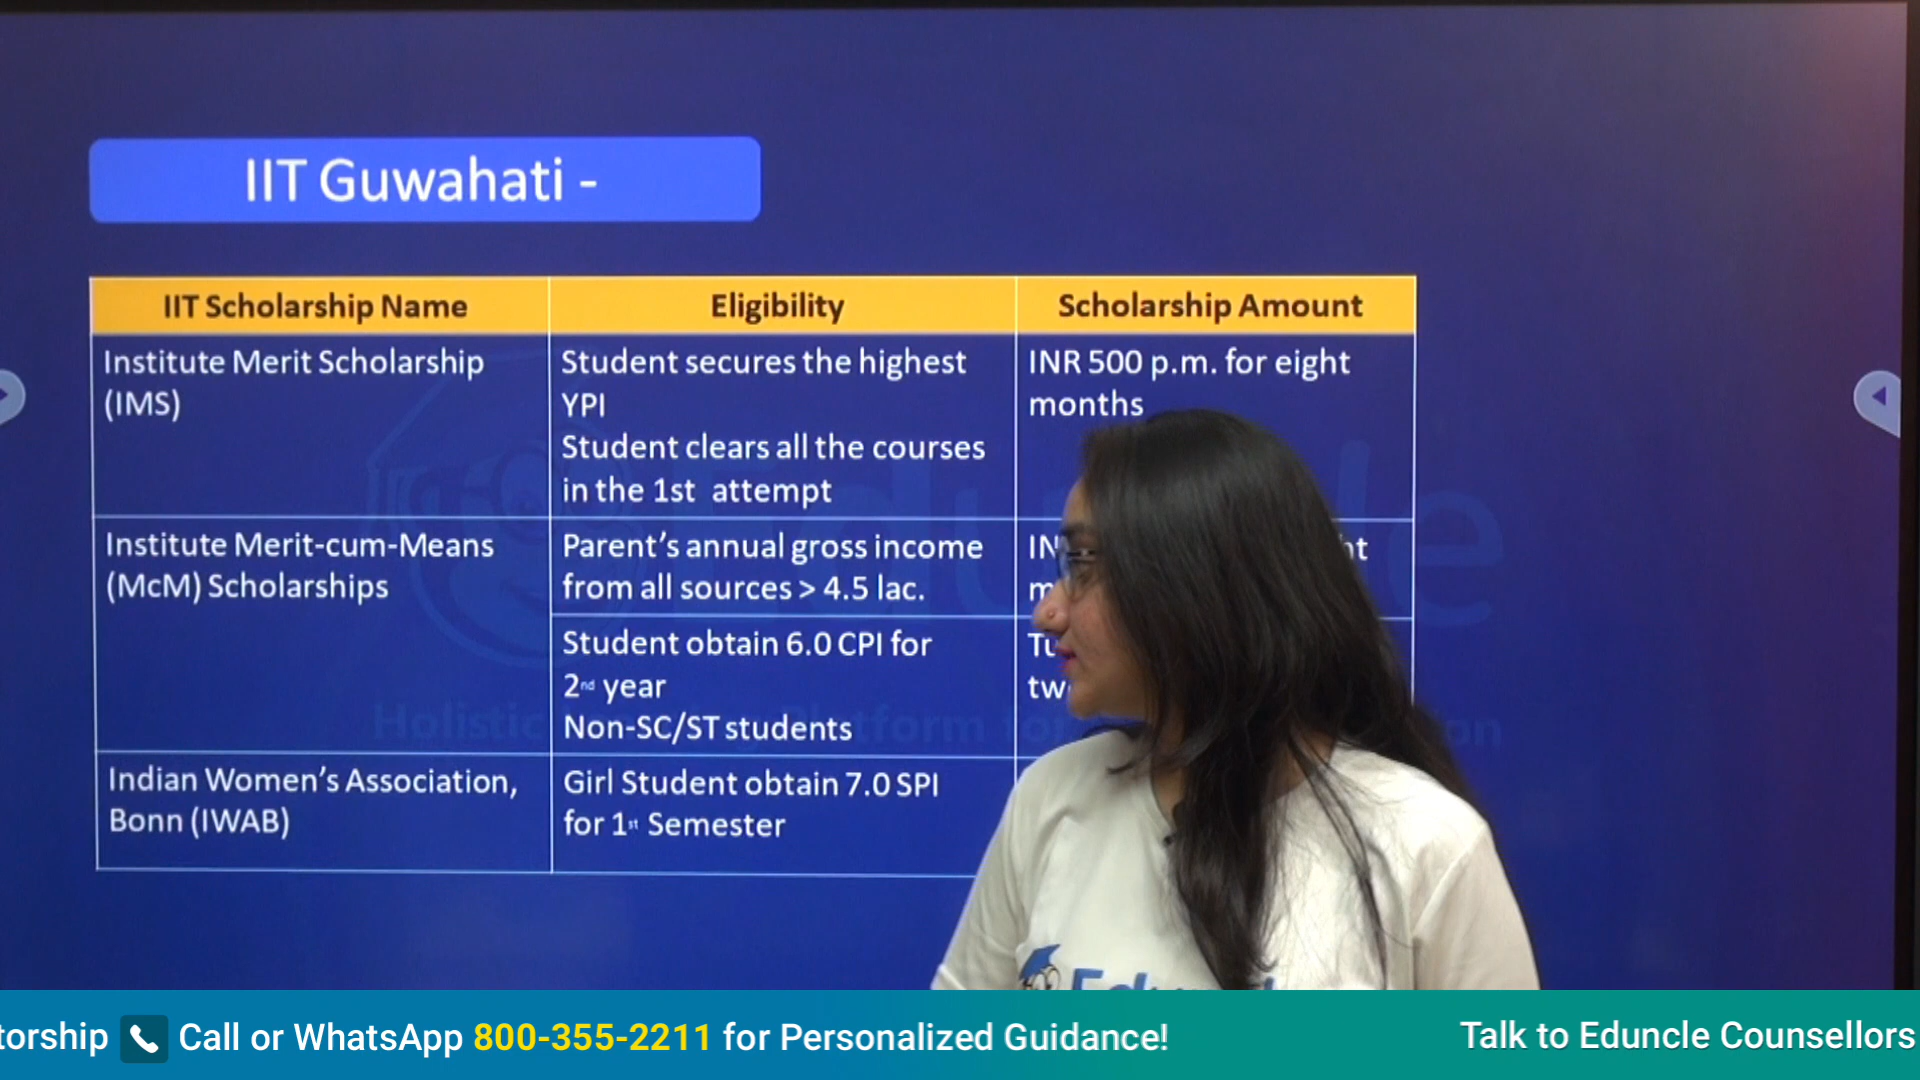 IIT Guwahati -
IIT Scholarship Name
Eligibility
Scholarship Amount
Institute Merit Scholarship
(IMS)
Student secures the highest
YPI
Student clears all the courses
in the 1st attempt
INR 500 p.m. for eight
months
Institute Merit-cum-Means
(McM) Scholarships
Parent’s annual gross income
from all sources > 4.5 lac.
Student obtain 6.0 CPI for
2nd year
Non-SC/ST students
Indian Women’s Association,
Bonn (IWAB)
Girl Student obtain 7.0 SPI
for 1st Semester
Call or WhatsApp 800-355-2211 for Personalized Guidance!
Talk to Eduncle Counsellors